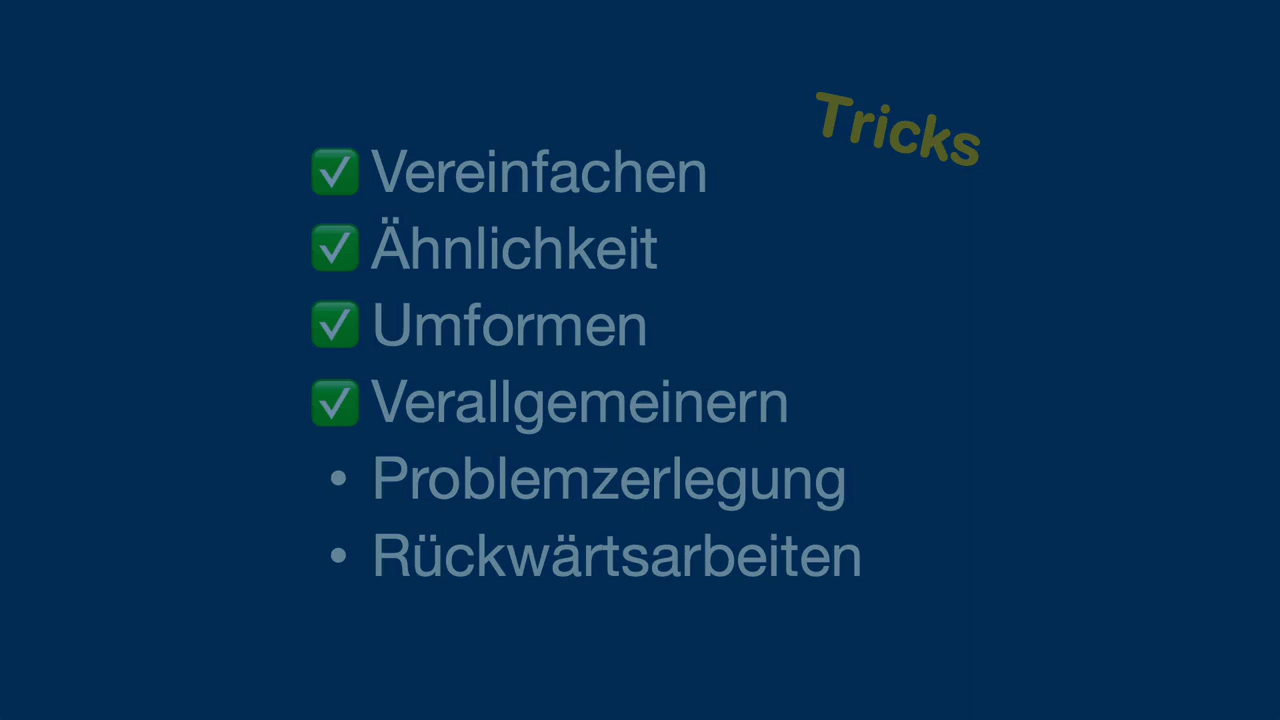 Tricks
✅ Vereinfachen
✅ Ähnlichkeit
✅ Umformen
✅ Verallgemeinern
• Problemzerlegung
• Rückwärtsarbeiten